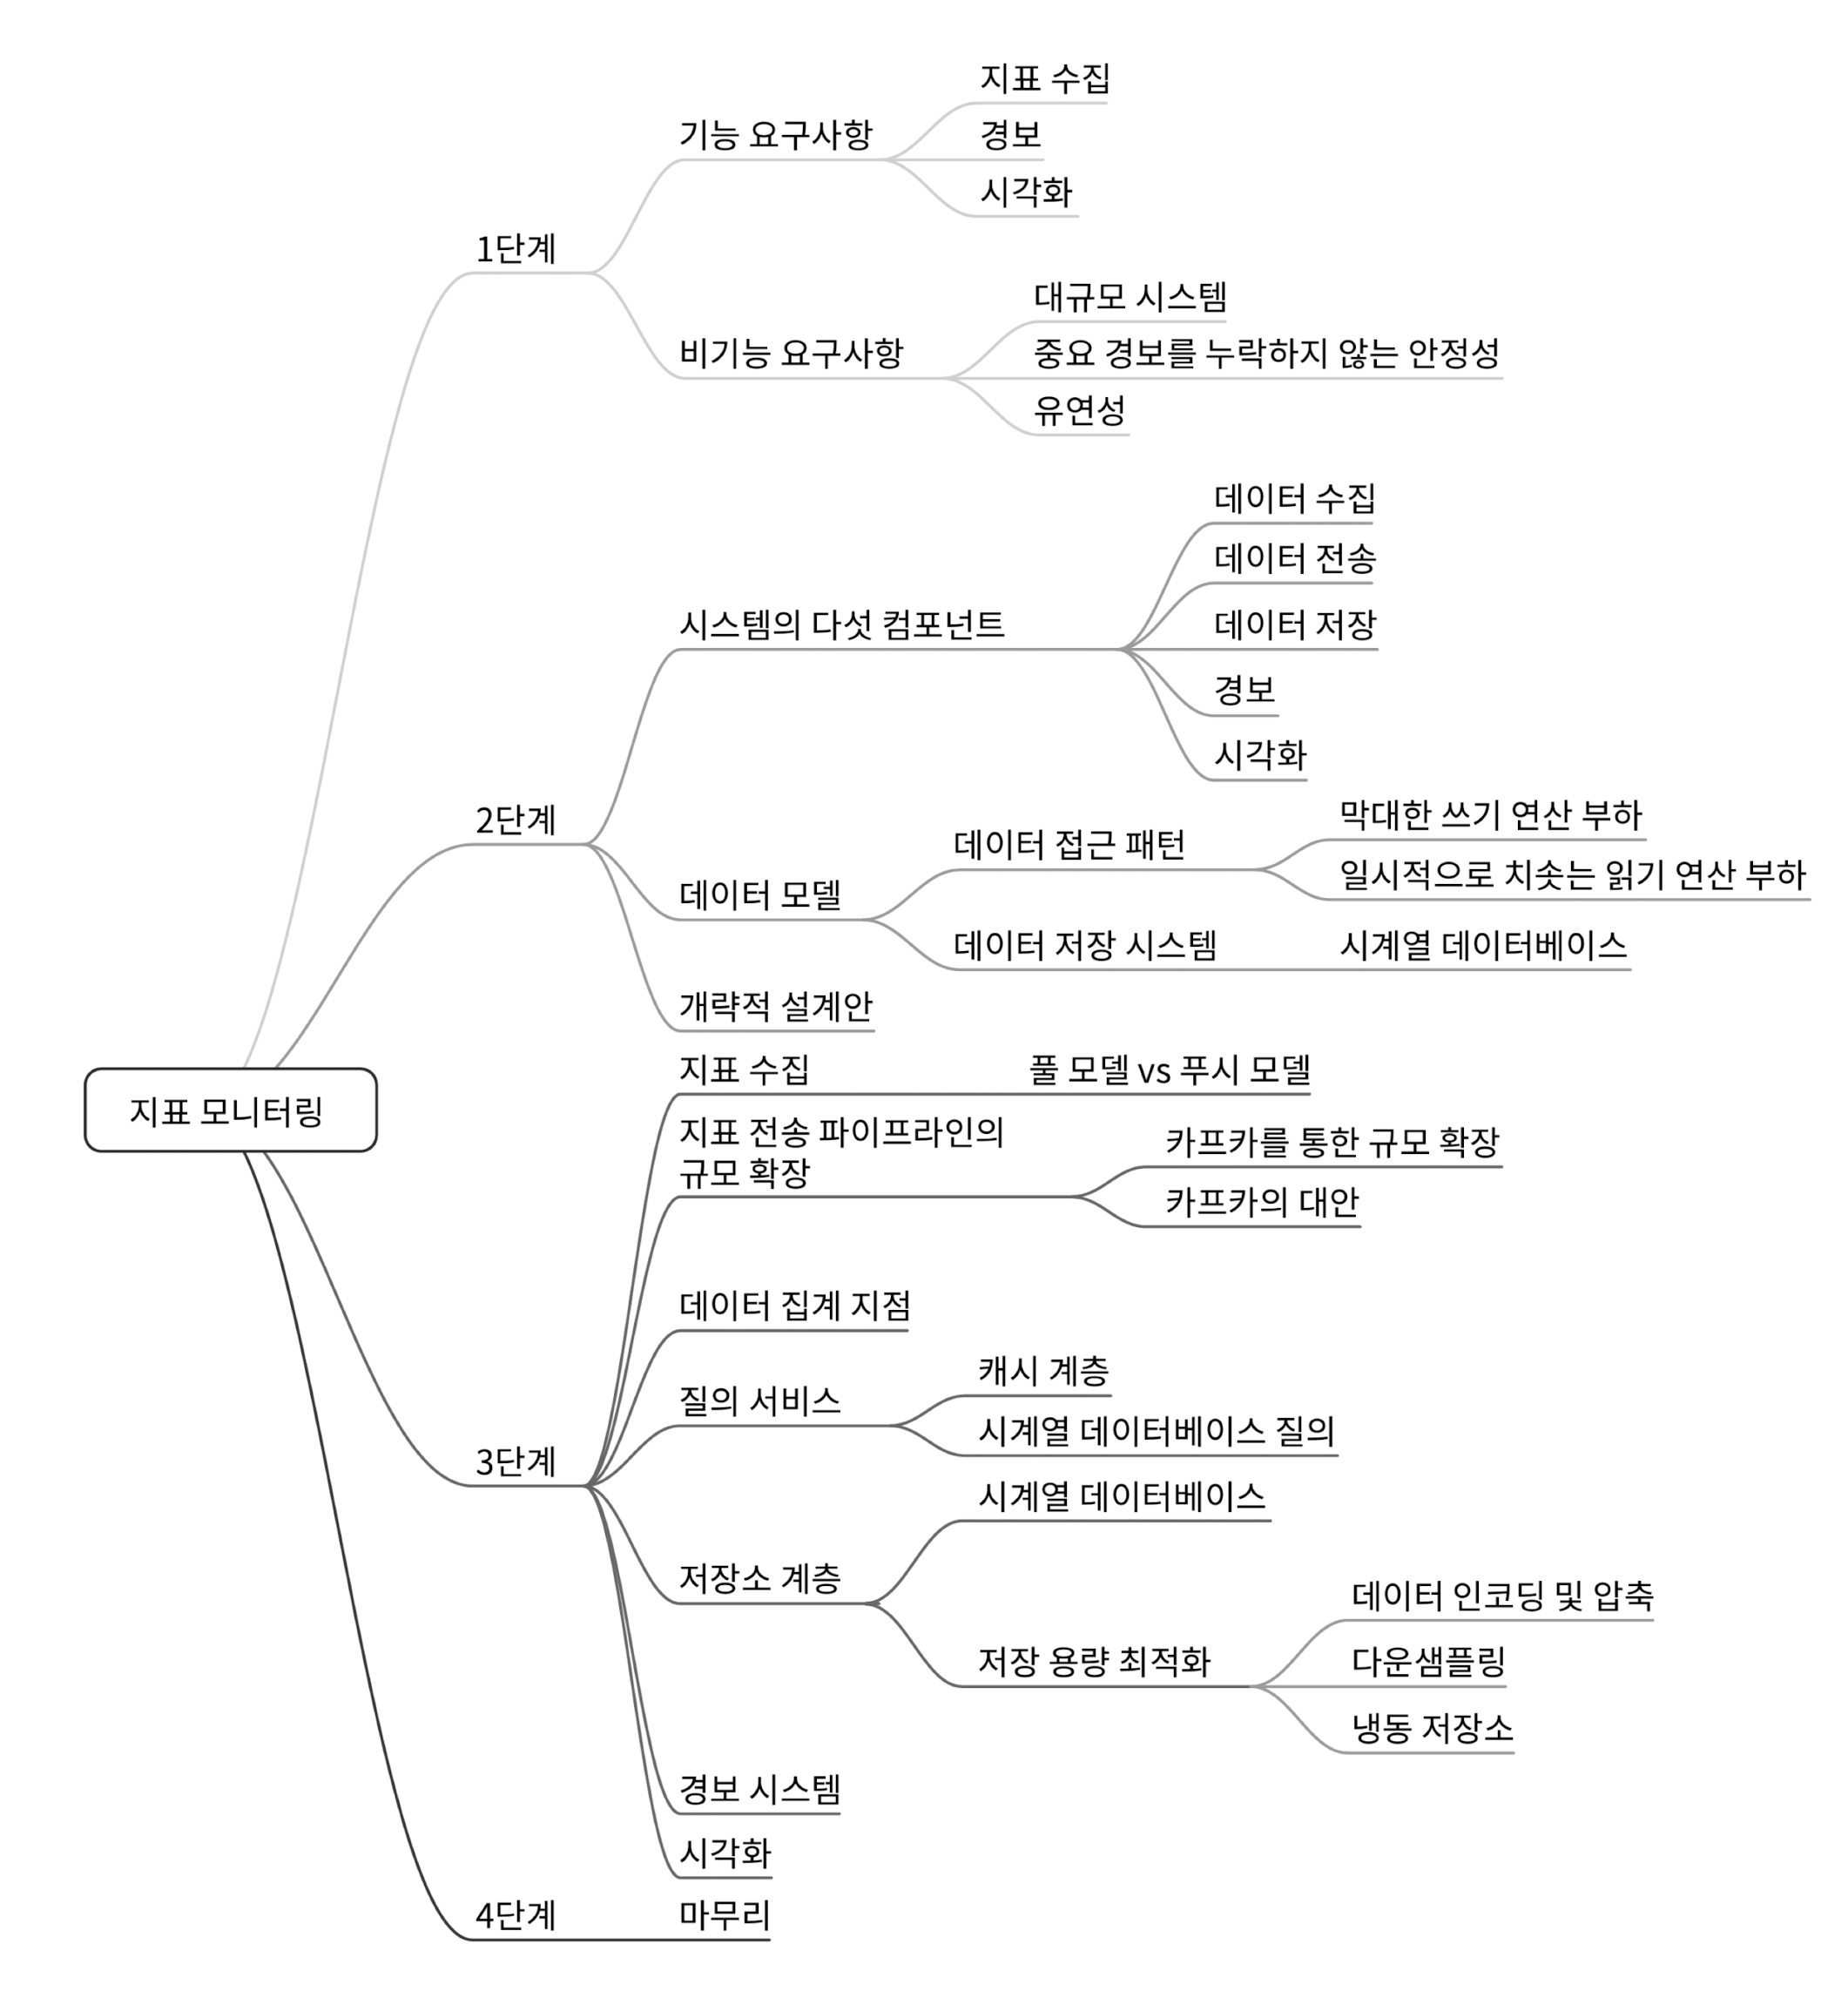 지표 수집
기능 요구사항
경보
시각화
1단계
대규모 시스템
비기능 요구사항
중요 경보를 누락하지 않는 안정성
유연성
데이터 수집
데이터 전송
시스템의 다섯 컴포넌트
데이터 저장
경보
시각화
2단계
막대한 쓰기 연산 부하
데이터 접근 패턴
일시적으로 치솟는 읽기 연산 부하
데이터 모델
데이터 저장 시스템
시계열 데이터베이스
개략적 설계안
지표 모니터링
지표 수집
풀 모델 vs 푸시 모델
지표 전송 파이프라인의
규모 확장
카프카를 통한 규모 확장
카프카의 대안
데이터 집계 지점
캐시 계층
질의 서비스
시계열 데이터베이스 질의
3단계
시계열 데이터베이스
저장소 계층
데이터 인코딩 및 압축
저장 용량 최적화
다운샘플링
냉동 저장소
경보 시스템
시각화
4단계
마무리